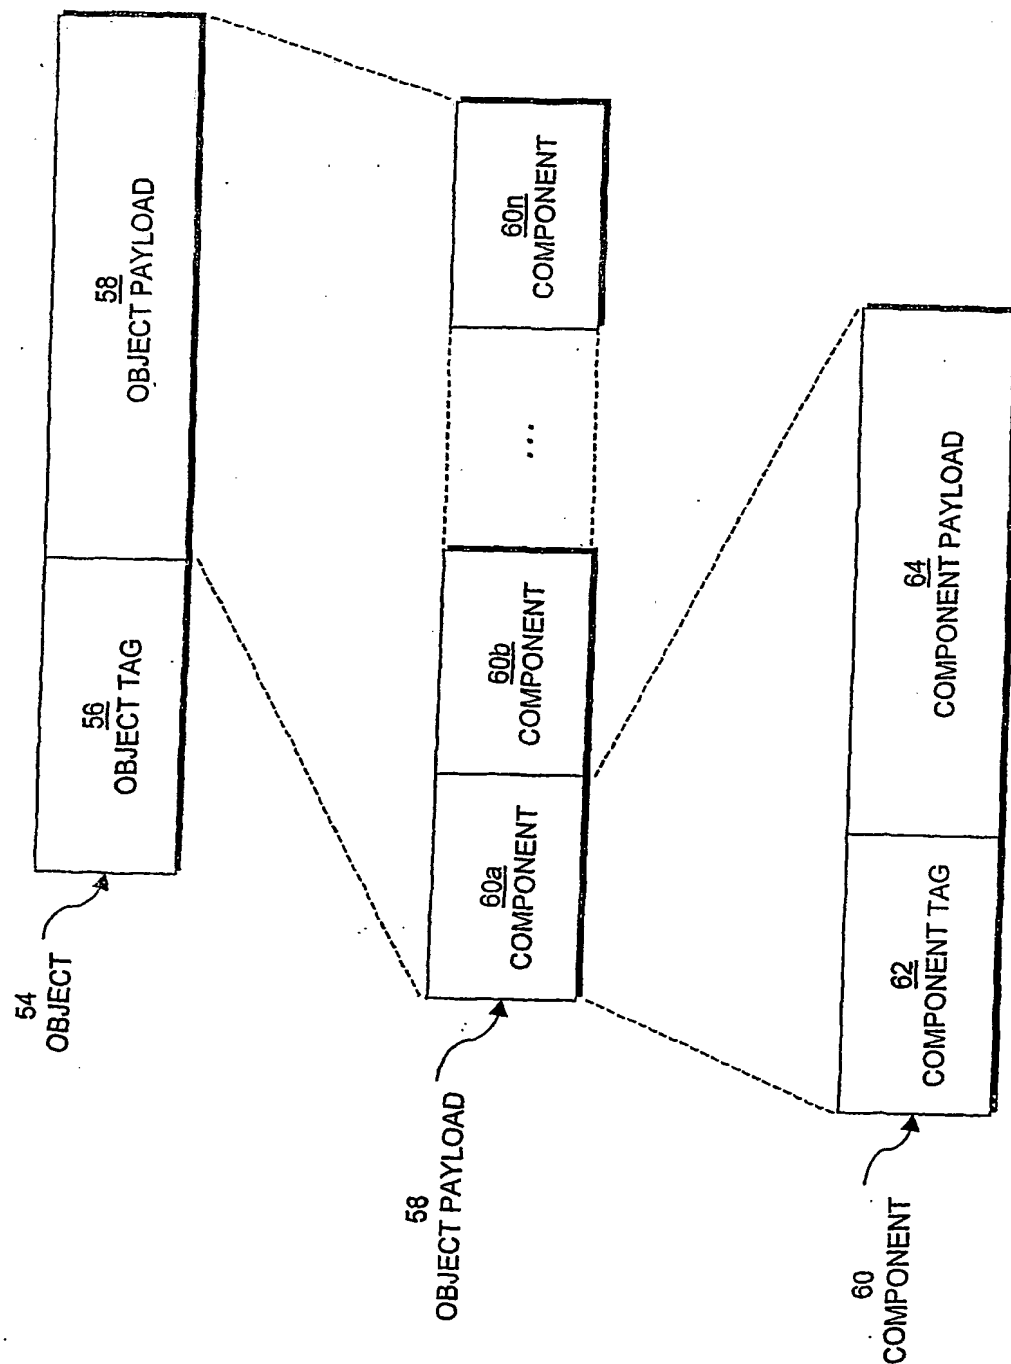 54
OBJECT
56
OBJECT TAG
58
OBJECT PAYLOAD
58
OBJECT PAYLOAD
60a
COMPONENT
60b
COMPONENT
...
60n
COMPONENT
60
COMPONENT
62
COMPONENT TAG
64
COMPONENT PAYLOAD